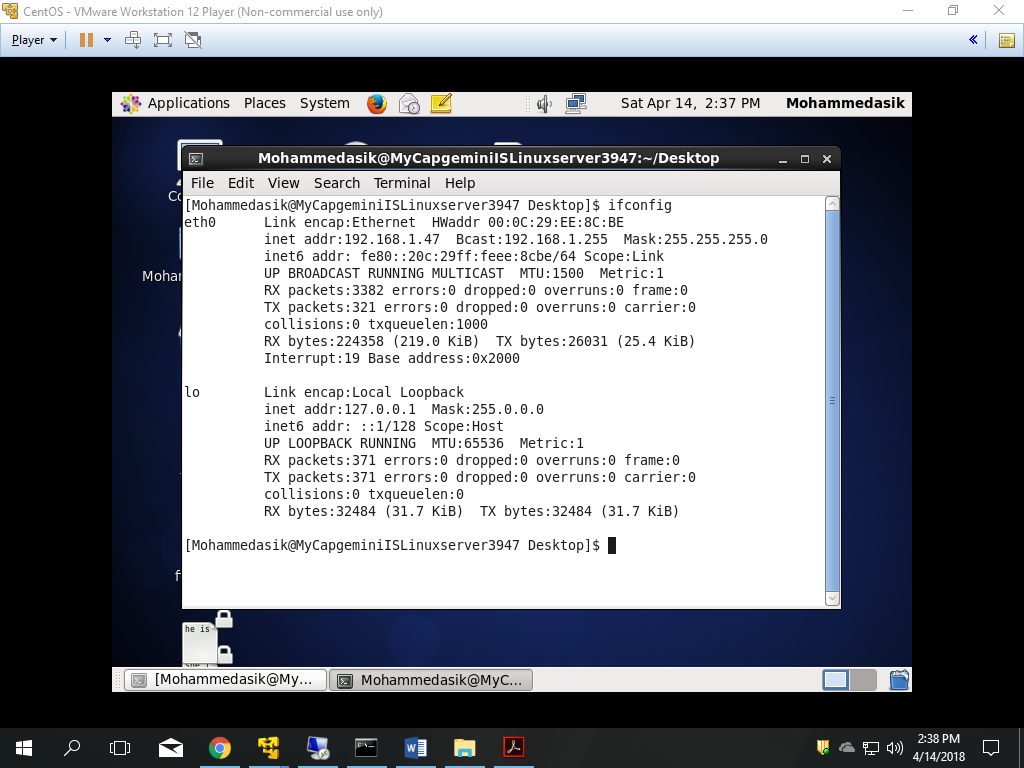 CentOS - VMware Workstation 12 Player (Non-commercial use only)
Player
Applications Places System Sat Apr 14, 2:37 PM Mohammedasik
Mohammedasik@MyCapgeminiISLinuxserver3947:~/Desktop
File Edit View Search Terminal Help
[Mohammedasik@MyCapgeminiISLinuxserver3947 Desktop]$ ifconfig
eth0 Link encap:Ethernet HWaddr 00:0C:29:EE:8C:BE
inet addr:192.168.1.47 Bcast:192.168.1.255 Mask:255.255.255.0
inet6 addr: fe80::20c:29ff:feee:8cbe/64 Scope:Link
UP BROADCAST RUNNING MULTICAST MTU:1500 Metric:1
RX packets:3382 errors:0 dropped:0 overruns:0 frame:0
TX packets:321 errors:0 dropped:0 overruns:0 carrier:0
collisions:0 txqueuelen:1000
RX bytes:224358 (219.0 KiB) TX bytes:26031 (25.4 KiB)
Interrupt:19 Base address:0x2000
lo Link encap:Local Loopback
inet addr:127.0.0.1 Mask:255.0.0.0
inet6 addr: ::1/128 Scope:Host
UP LOOPBACK RUNNING MTU:65536 Metric:1
RX packets:371 errors:0 dropped:0 overruns:0 frame:0
TX packets:371 errors:0 dropped:0 overruns:0 carrier:0
collisions:0 txqueuelen:0
RX bytes:32484 (31.7 KiB) TX bytes:32484 (31.7 KiB)
[Mohammedasik@MyCapgeminiISLinuxserver3947 Desktop]$
Moham
he is
[Mohammedasik@My... Mohammedasik@MyC...
2:38 PM
4/14/2018